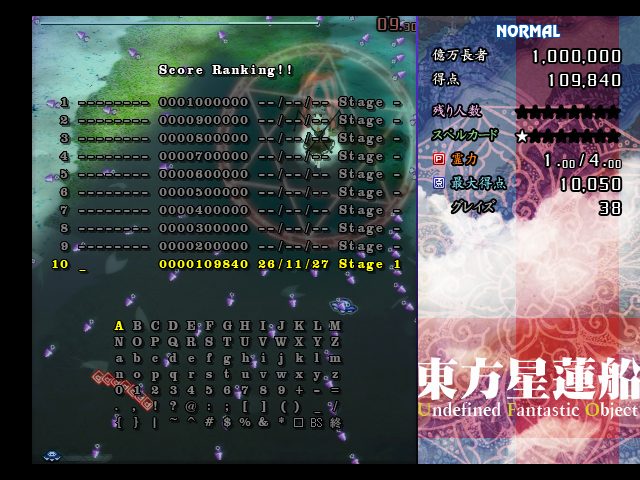 09.30
Score Ranking!!
1 -------- 0001000000 --/--/-- Stage -
2 -------- 0000900000 --/--/-- Stage -
3 -------- 0000800000 --/--/-- Stage -
4 -------- 0000700000 --/--/-- Stage -
5 -------- 0000600000 --/--/-- Stage -
6 -------- 0000500000 --/--/-- Stage -
7 -------- 0000400000 --/--/-- Stage -
8 -------- 0000300000 --/--/-- Stage -
9 -------- 0000200000 --/--/-- Stage -
10 _ 0000109840 26/11/27 Stage 1
A B C D E F G H I J K L M
N O P Q R S T U V W X Y Z
a b c d e f g h i j k l m
n o p q r s t u v w x y z
0 1 2 3 4 5 6 7 8 9 + - =
. , ! ? @ : ; [ ] ( ) _ /
{ } | ~ ^ # $ % & * □ BS 終
NORMAL
億万長者 1,000,000
得点 109,840
残り人数
スペルカード
P 霊力 1.00/4.00
点 最大得点 10,050
グレイズ 38
東方星蓮船
Undefined Fantastic Object